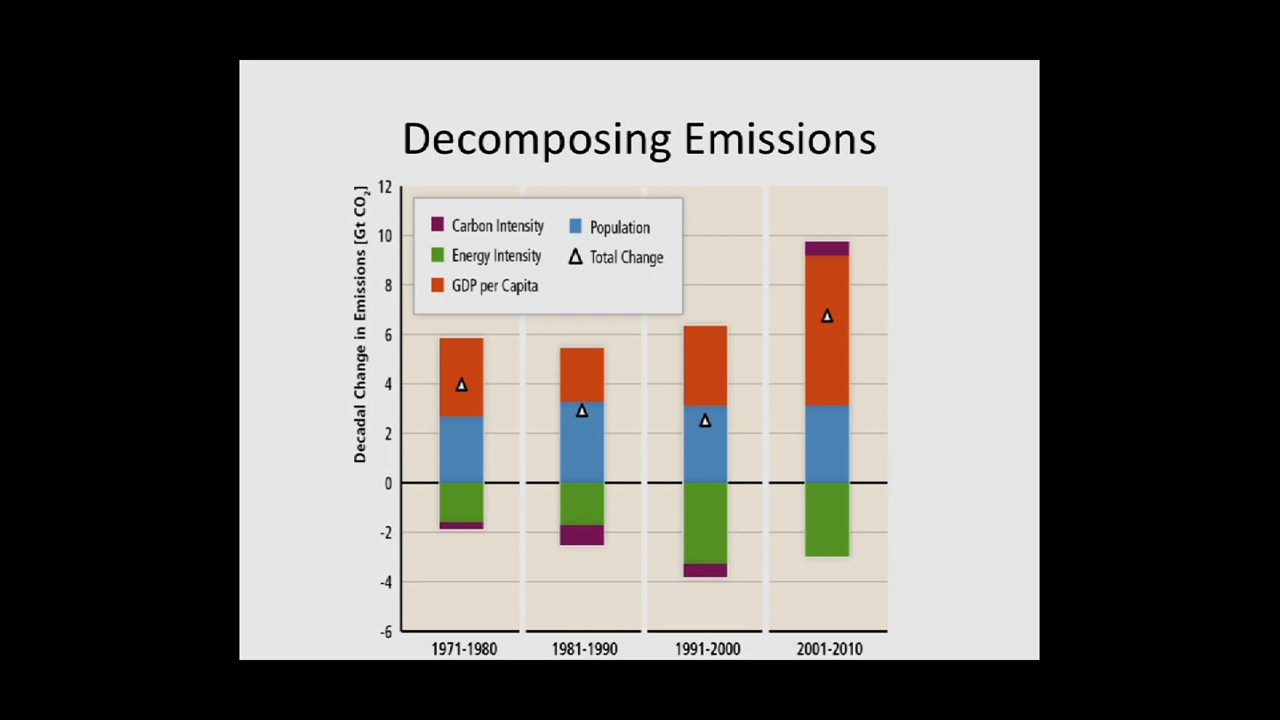 Decomposing Emissions
Decadal Change in Emissions [Gt CO₂]
12
10
8
6
4
2
0
-2
-4
-6
Carbon Intensity
Energy Intensity
GDP per Capita
Population
Total Change
1971-1980
1981-1990
1991-2000
2001-2010